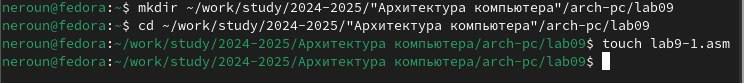 neroun@fedora:~$ mkdir ~/work/study/2024-2025/"Архитектура компьютера"/arch-pc/lab09
neroun@fedora:~$ cd ~/work/study/2024-2025/"Архитектура компьютера"/arch-pc/lab09
neroun@fedora:~/work/study/2024-2025/Архитектура компьютера/arch-pc/lab09$ touch lab9-1.asm
neroun@fedora:~/work/study/2024-2025/Архитектура компьютера/arch-pc/lab09$